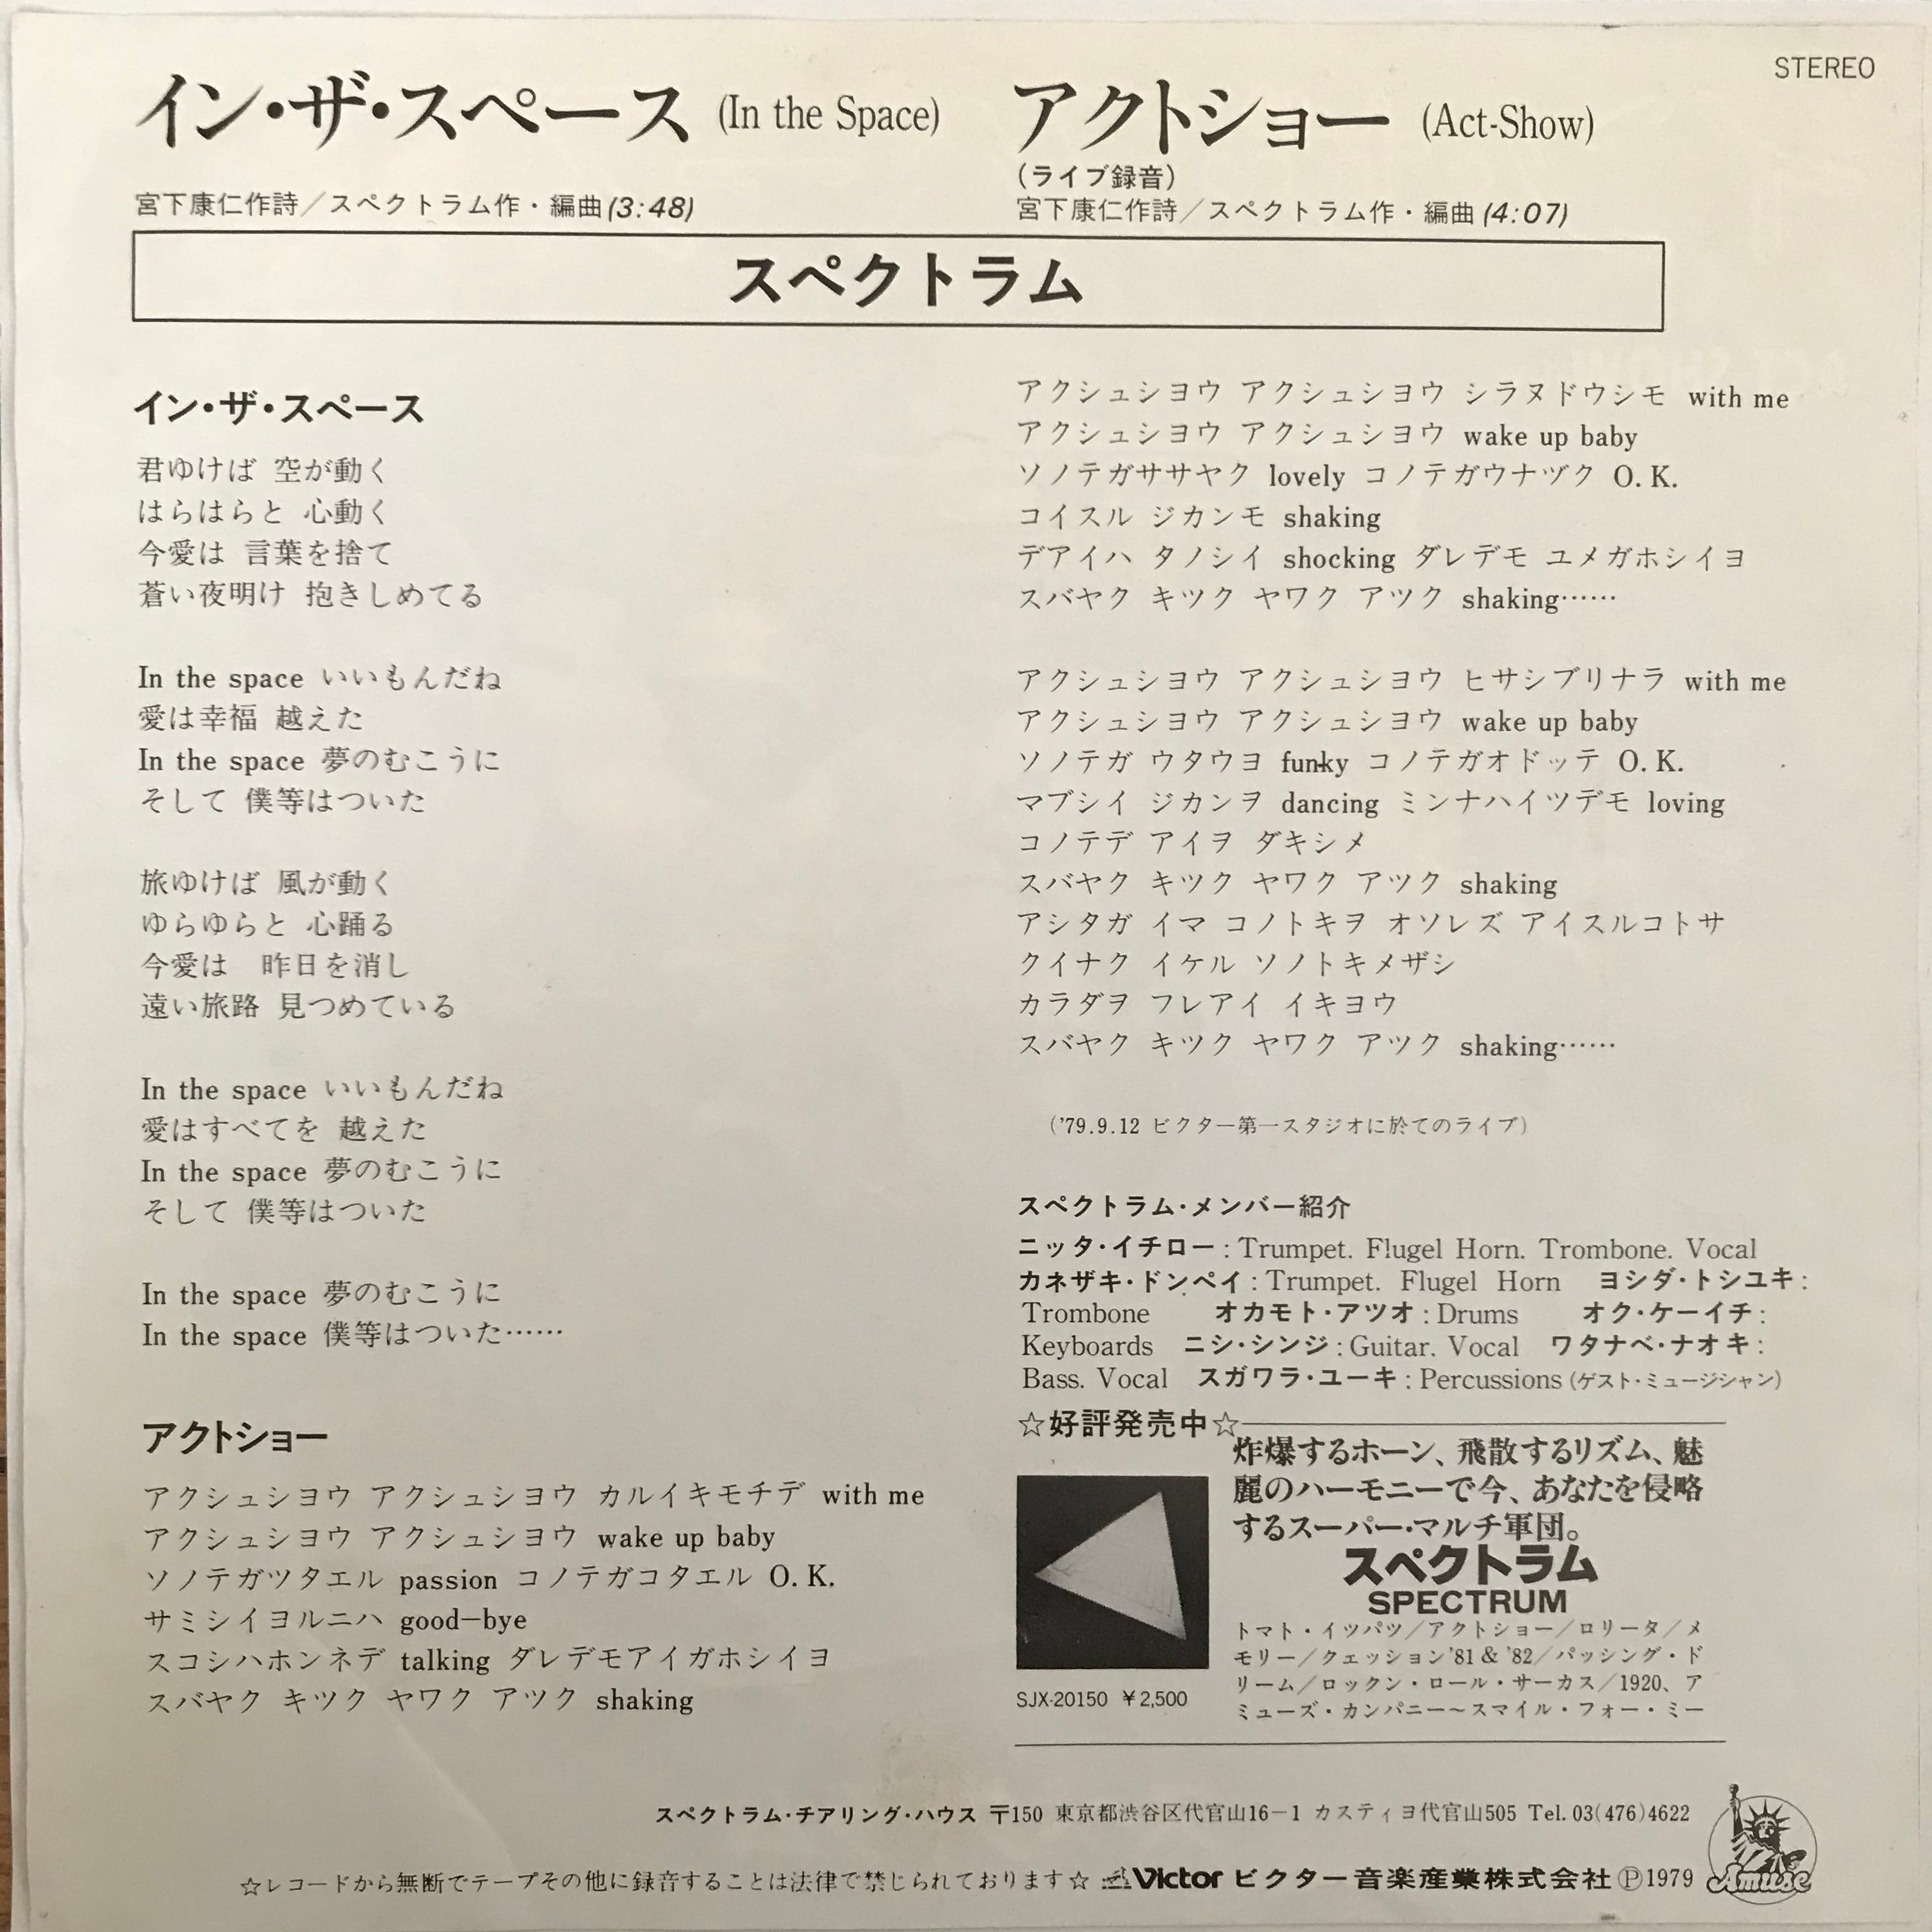 STEREO
イン・ザ・スペース (In the Space)
宮下康仁作詩／スペクトラム作・編曲(3:48)
アクトショー (Act-Show)
(ライブ録音)
宮下康仁作詩／スペクトラム作・編曲(4:07)
スペクトラム
イン・ザ・スペース
君ゆけば 空が動く
はらはらと 心動く
今愛は 言葉を捨て
蒼い夜明け 抱きしめてる
In the space いいもんだね
愛は幸福 越えた
In the space 夢のむこうに
そして 僕等はついた
旅ゆけば 風が動く
ゆらゆらと 心踊る
今愛は 昨日を消し
遠い旅路 見つめている
In the space いいもんだね
愛はすべてを 越えた
In the space 夢のむこうに
そして 僕等はついた
In the space 夢のむこうに
In the space 僕等はついた……
アクトショー
アクシュシヨウ アクシュシヨウ カルイキモチデ with me
アクシュシヨウ アクシュシヨウ wake up baby
ソノテガツタエル passion コノテガコタエル O.K.
サミシイヨルニハ good-bye
スコシハホンネデ talking ダレデモアイガホシイヨ
スバヤク キツク ヤワク アツク shaking
アクシュシヨウ アクシュシヨウ シラヌドウシモ with me
アクシュシヨウ アクシュシヨウ wake up baby
ソノテガササヤク lovely コノテガウナヅク O.K.
コイスル ジカンモ shaking
デアイハ タノシイ shocking ダレデモ ユメガホシイヨ
スバヤク キツク ヤワク アツク shaking……
アクシュシヨウ アクシュシヨウ ヒサシブリナラ with me
アクシュシヨウ アクシュシヨウ wake up baby
ソノテガ ウタウヨ funky コノテガオドッテ O.K.
マブシイ ジカンヲ dancing ミンナハイツデモ loving
コノテデ アイヲ ダキシメ
スバヤク キツク ヤワク アツク shaking
アシタガ イマ コノトキヲ オソレズ アイスルコトサ
クイナク イケル ソノトキメザシ
カラダヲ フレアイ イキヨウ
スバヤク キツク ヤワク アツク shaking……
('79.9.12 ビクター第一スタジオに於てのライブ)
スペクトラム・メンバー紹介
ニッタ・イチロー : Trumpet. Flugel Horn. Trombone. Vocal
カネザキ・ドンペイ : Trumpet. Flugel Horn ヨシダ・トシユキ :
Trombone オカモト・アツオ : Drums オク・ケーイチ :
Keyboards ニシ・シンジ : Guitar. Vocal ワタナベ・ナオキ :
Bass. Vocal スガワラ・ユーキ : Percussions (ゲスト・ミュージシャン)
☆好評発売中☆
炸爆するホーン、飛散するリズム、魅
麗のハーモニーで今、あなたを侵略
するスーパー・マルチ軍団。
スペクトラム
SPECTRUM
トマト・イツパツ／アクトショー／ロリータ／メ
モリー／クェッション'81 & '82／パッシング・ド
リーム／ロックン・ロール・サーカス／1920、ア
ミューズ・カンパニー〜スマイル・フォー・ミー
SJX-20150 ¥2,500
スペクトラム・チアリング・ハウス 〒150 東京都渋谷区代官山16-1 カスティヨ代官山505 Tel.03(476)4622
☆レコードから無断でテープその他に録音することは法律で禁じられております☆ Victor ビクター音楽産業株式会社 Ⓟ1979
Amuse